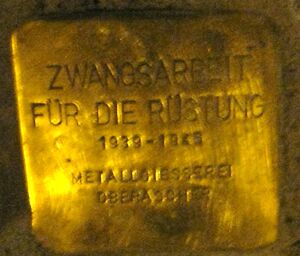 ZWANGSARBEIT
FÜR DIE RÜSTUNG
1939-1945
METALLGIESSEREI